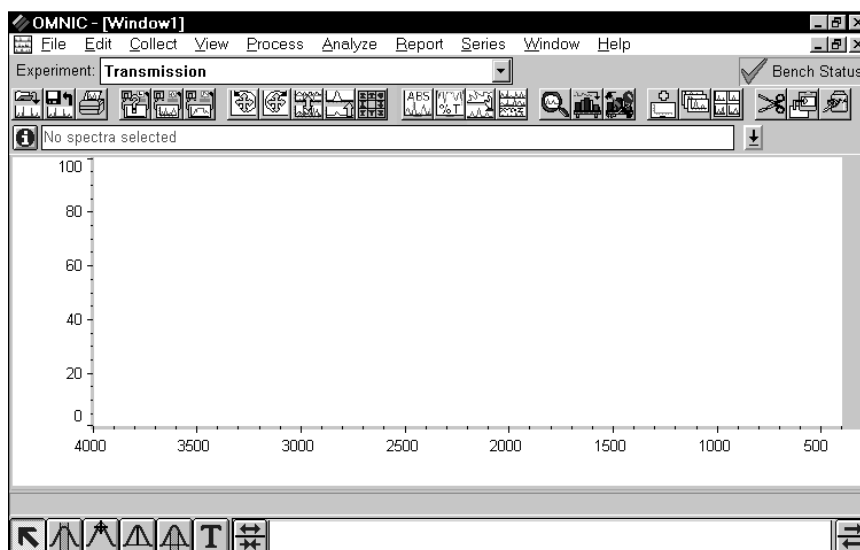 OMNIC - [Window1]
File Edit Collect View Process Analyze Report Series Window Help
Experiment: Transmission Bench Status
ABS %T
No spectra selected
100
80
60
40
20
0
4000 3500 3000 2500 2000 1500 1000 500
T